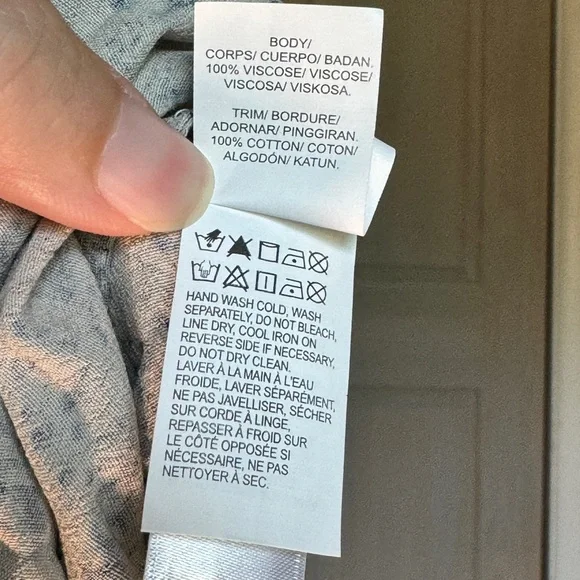 BODY/
CORPS/ CUERPO/ BADAN.
100% VISCOSE/ VISCOSE/
VISCOSA/ VISKOSA.
TRIM/ BORDURE/
ADORNAR/ PINGGIRAN.
100% COTTON/ COTON/
ALGODÓN/ KATUN.
HAND WASH COLD, WASH
SEPARATELY, DO NOT BLEACH,
LINE DRY, COOL IRON ON
REVERSE SIDE IF NECESSARY,
DO NOT DRY CLEAN.
LAVER À LA MAIN À L'EAU
FROIDE, LAVER SÉPARÉMENT,
NE PAS JAVELLISER, SÉCHER
SUR CORDE À LINGE,
REPASSER À FROID SUR
LE CÔTÉ OPPOSÉE SI
NÉCESSAIRE, NE PAS
NETTOYER À SEC.